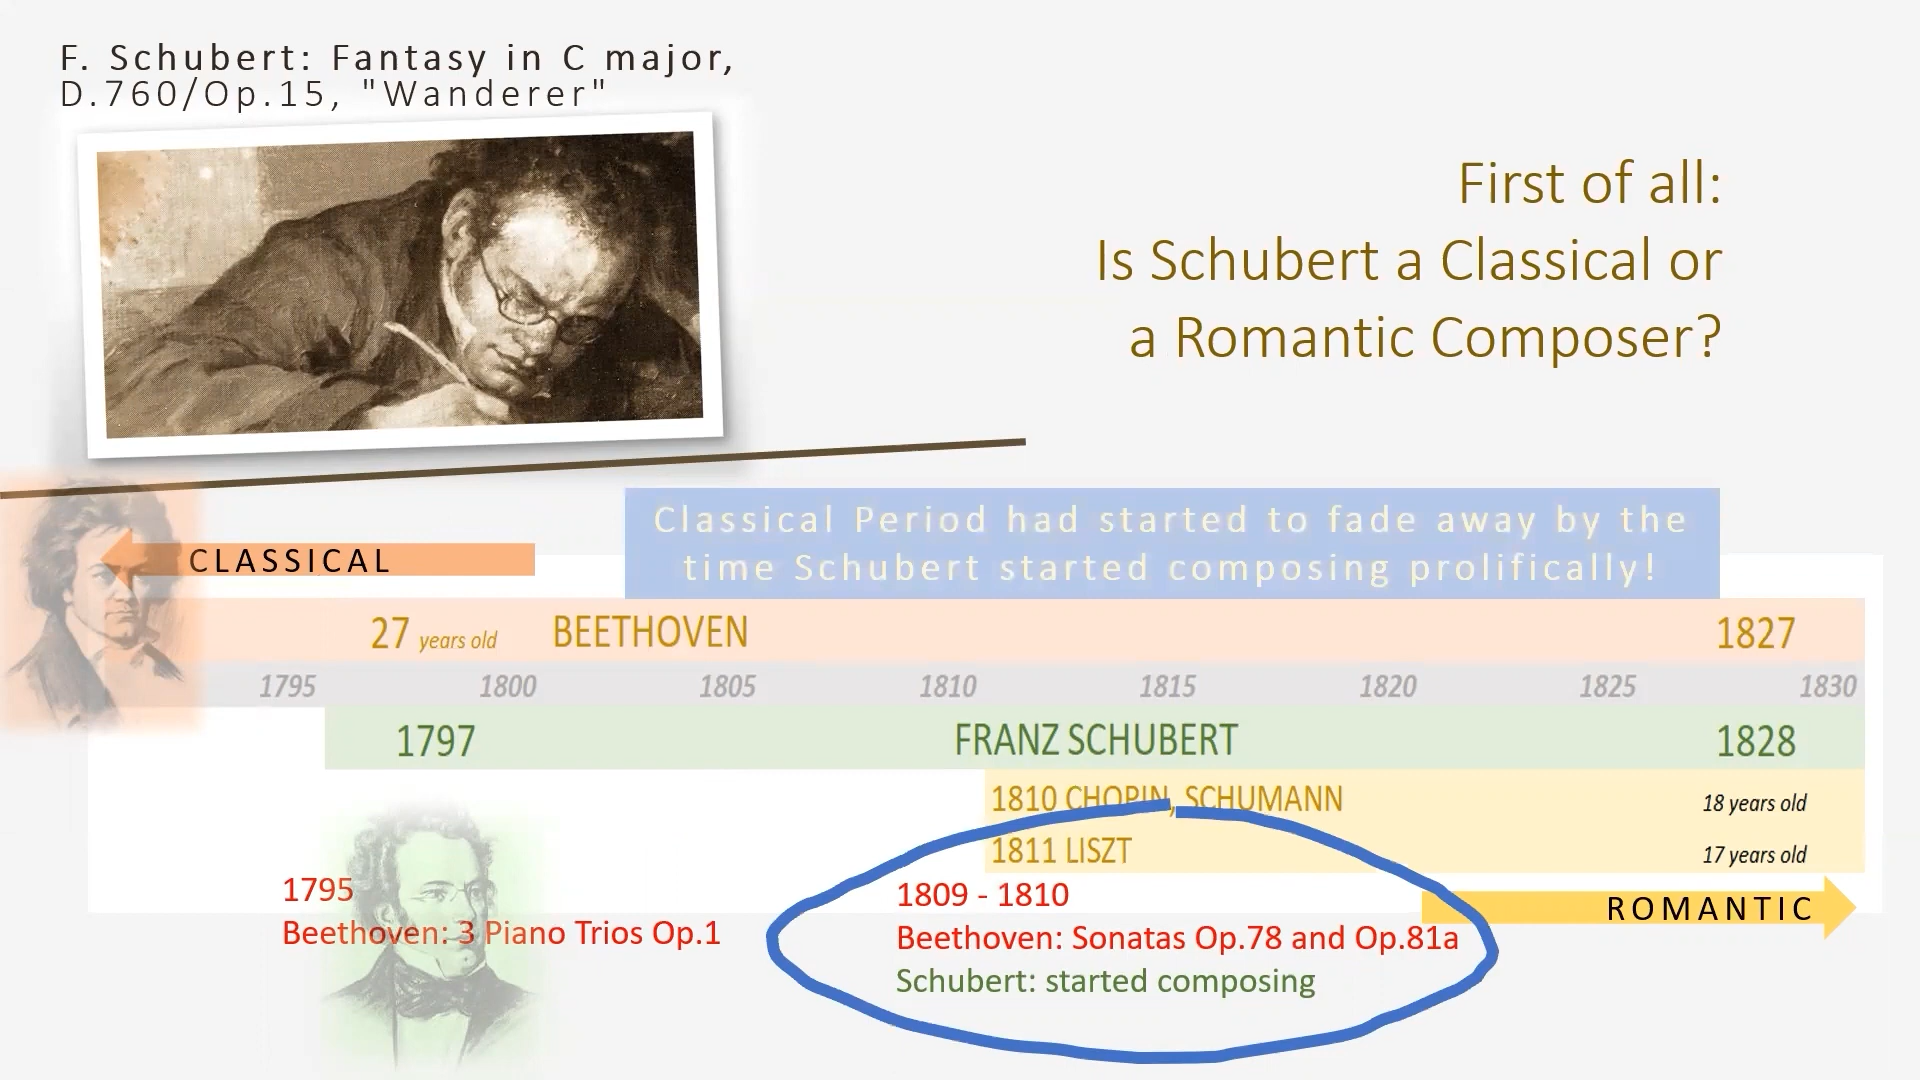 F. Schubert: Fantasy in C major,
D.760/Op.15, "Wanderer"
First of all:
Is Schubert a Classical or
a Romantic Composer?
Classical Period had started to fade away by the
time Schubert started composing prolifically!
CLASSICAL
27 years old BEETHOVEN 1827
1795 1800 1805 1810 1815 1820 1825 1830
1797 FRANZ SCHUBERT 1828
1810 CHOPIN, SCHUMANN 18 years old
1811 LISZT 17 years old
1795
Beethoven: 3 Piano Trios Op.1
1809 - 1810
Beethoven: Sonatas Op.78 and Op.81a
Schubert: started composing
ROMANTIC